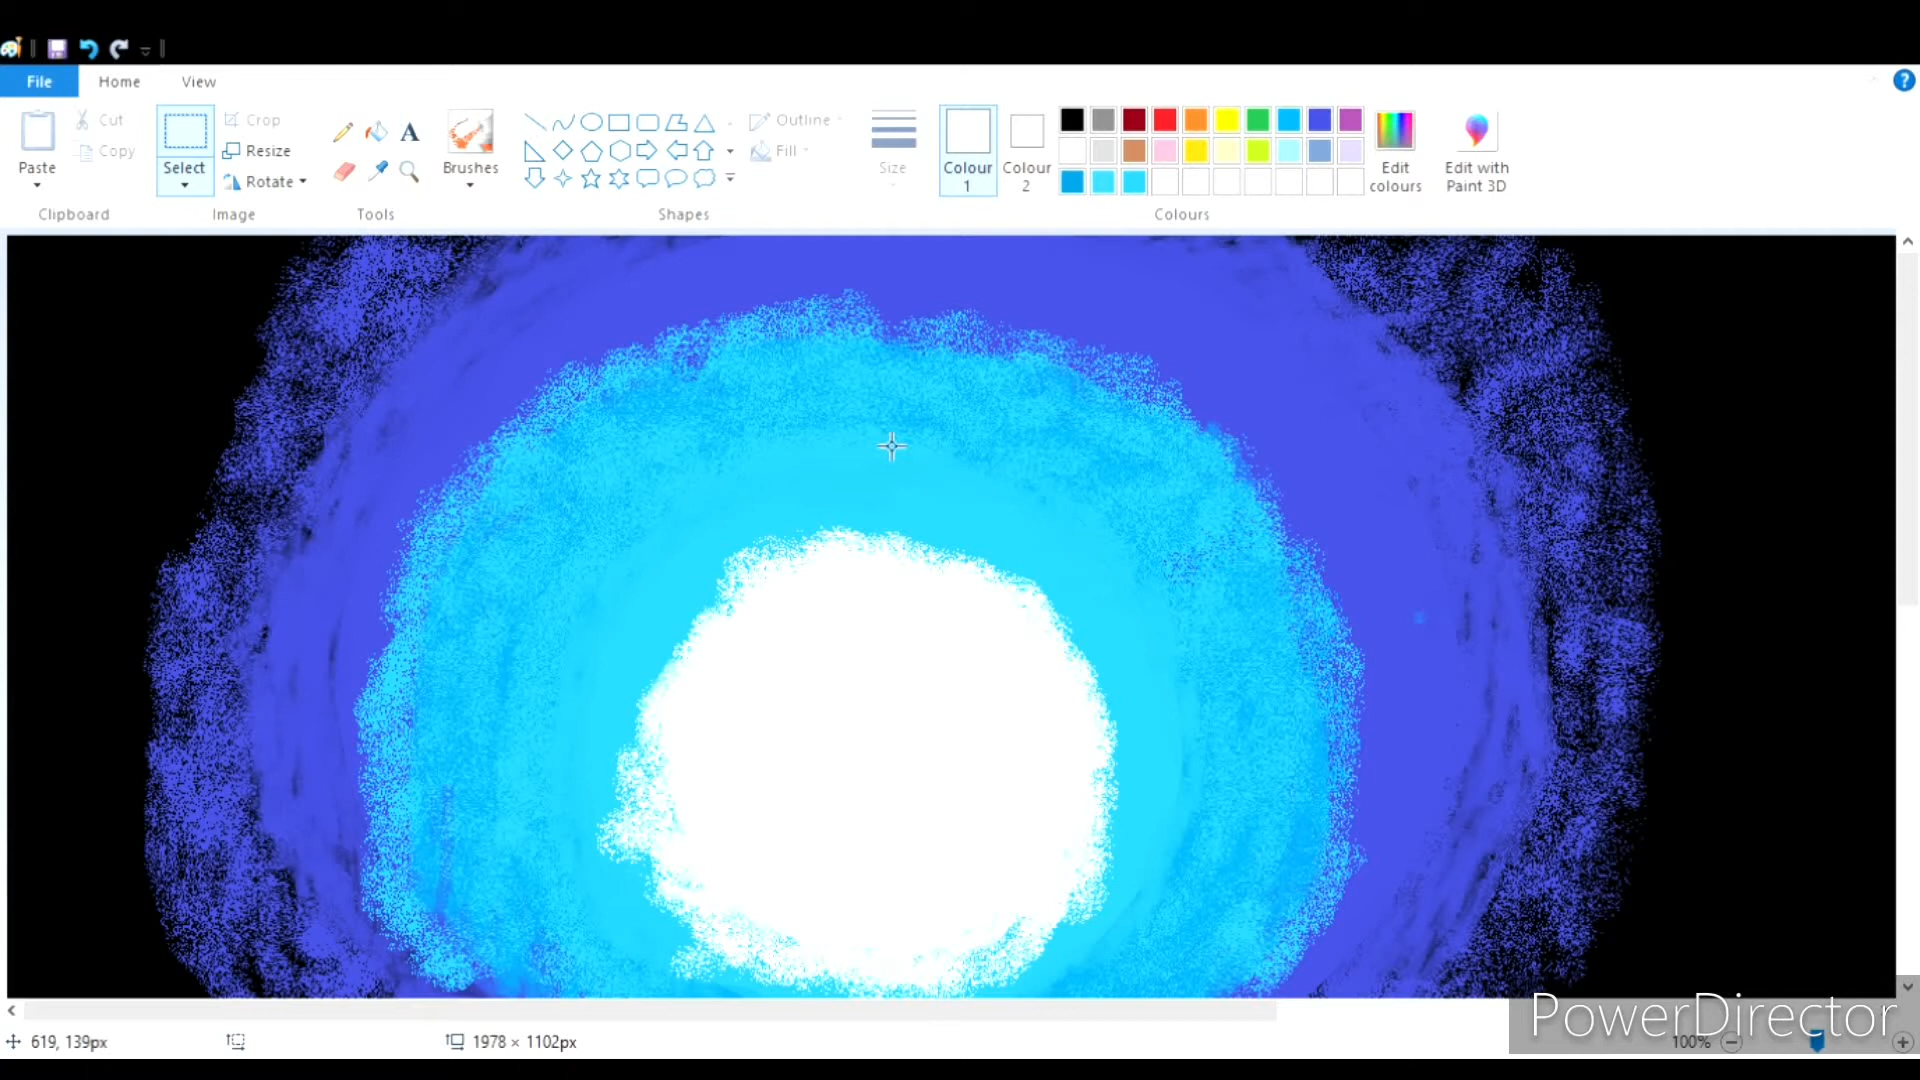 File Home View
Paste
Cut
Copy
Clipboard
Select
Crop
Resize
Rotate
Image
A
Tools
Brushes
Outline
Fill
Shapes
Size
Colour
1
Colour
2
Edit
colours
Edit with
Paint 3D
Colours
?
619, 139px
1978 × 1102px
100%
PowerDirector